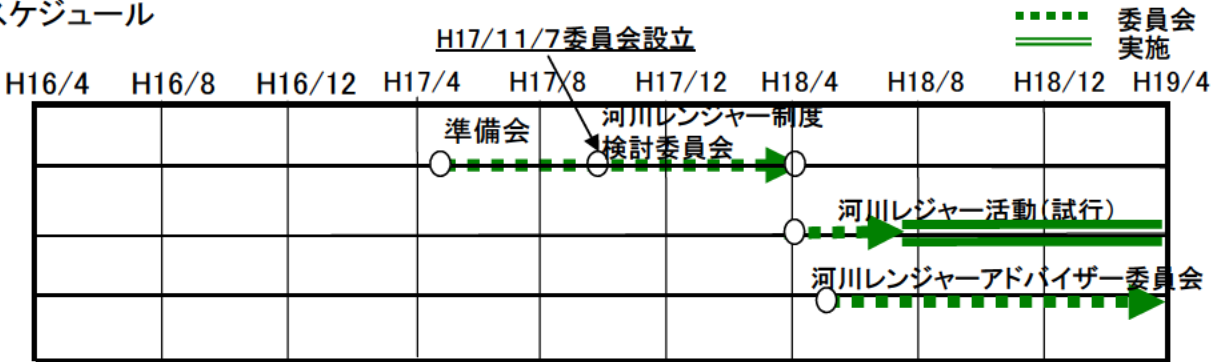 スケジュール
委員会
実施
H17/11/7委員会設立
H16/4 H16/8 H16/12 H17/4 H17/8 H17/12 H18/4 H18/8 H18/12 H19/4
準備会
河川レンジャー制度
検討委員会
河川レジャー活動(試行)
河川レンジャーアドバイザー委員会